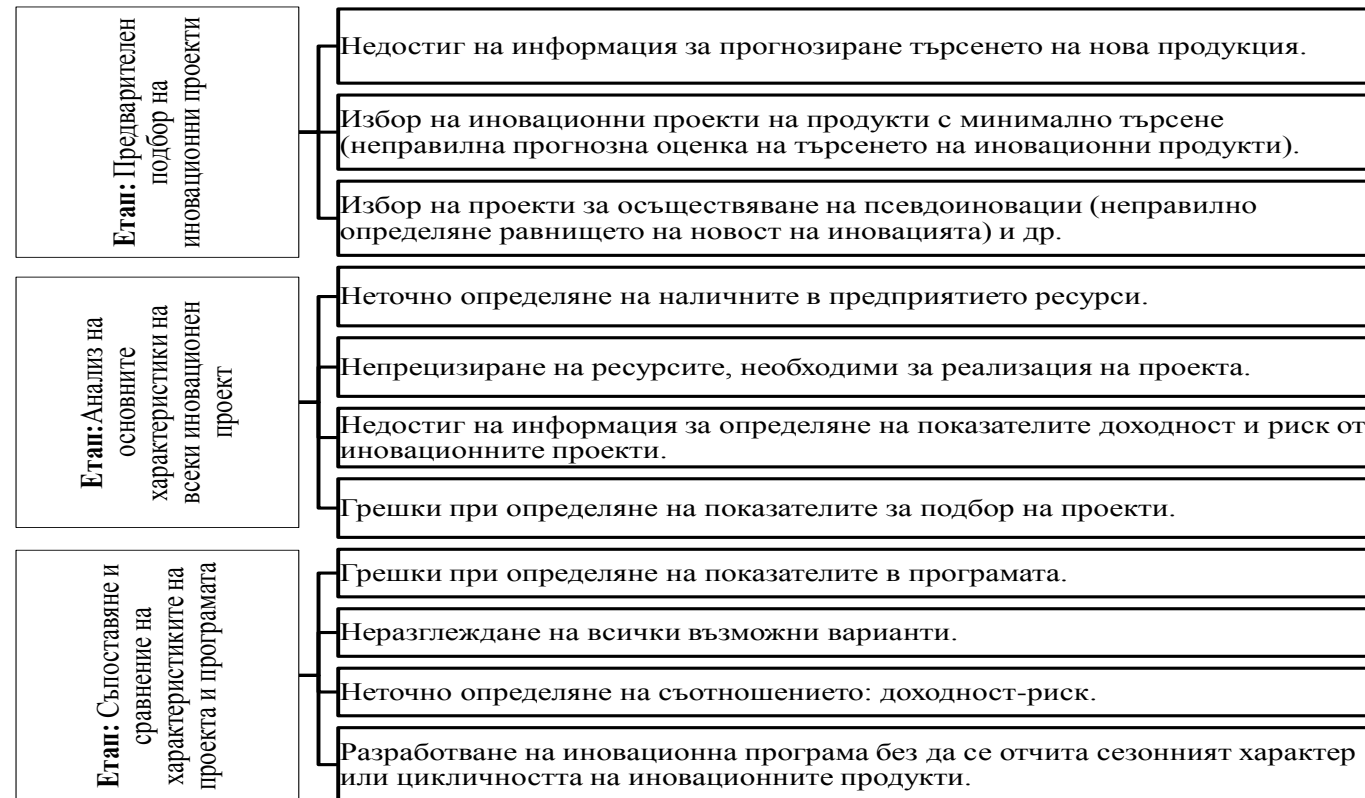 Етап: Предварителен
подбор на
иновационни проекти
Недостиг на информация за прогнозиране търсенето на нова продукция.
Избор на иновационни проекти на продукти с минимално търсене
(неправилна прогнозна оценка на търсенето на иновационни продукти).
Избор на проекти за осъществяване на псевдоиновации (неправилно
определяне равнището на новост на иновацията) и др.
Етап:Анализ на
основните
характеристики на
всеки иновационен
проект
Неточно определяне на наличните в предприятието ресурси.
Непрецизиране на ресурсите, необходими за реализация на проекта.
Недостиг на информация за определяне на показателите доходност и риск от
иновационните проекти.
Грешки при определяне на показателите за подбор на проекти.
Етап: Съпоставяне и
сравнение на
характеристиките на
проекта и програмата
Грешки при определяне на показателите в програмата.
Неразглеждане на всички възможни варианти.
Неточно определяне на съотношението: доходност-риск.
Разработване на иновационна програма без да се отчита сезонният характер
или цикличността на иновационните продукти.